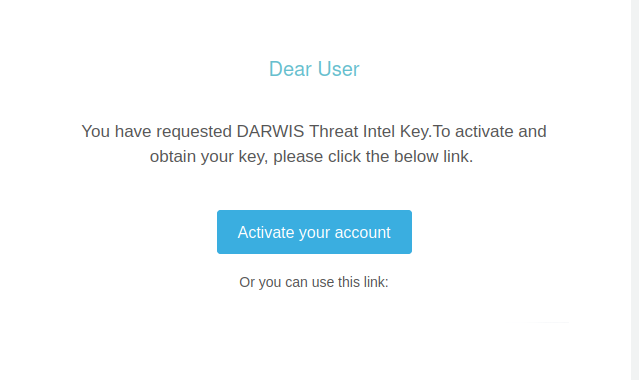 Dear User
You have requested DARWIS Threat Intel Key.To activate and
obtain your key, please click the below link.
Activate your account
Or you can use this link: